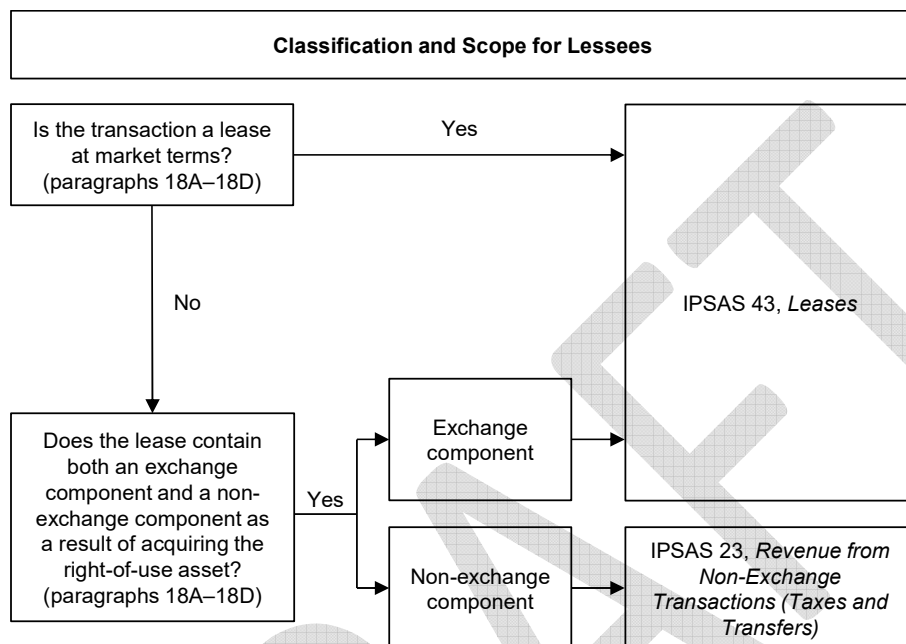 Classification and Scope for Lessees
Is the transaction a lease
at market terms?
(paragraphs 18A–18D)
Yes
IPSAS 43, Leases
No
Does the lease contain
both an exchange
component and a non-
exchange component as
a result of acquiring the
right-of-use asset?
(paragraphs 18A–18D)
Yes
Exchange
component
Non-exchange
component
IPSAS 23, Revenue from
Non-Exchange
Transactions (Taxes and
Transfers)